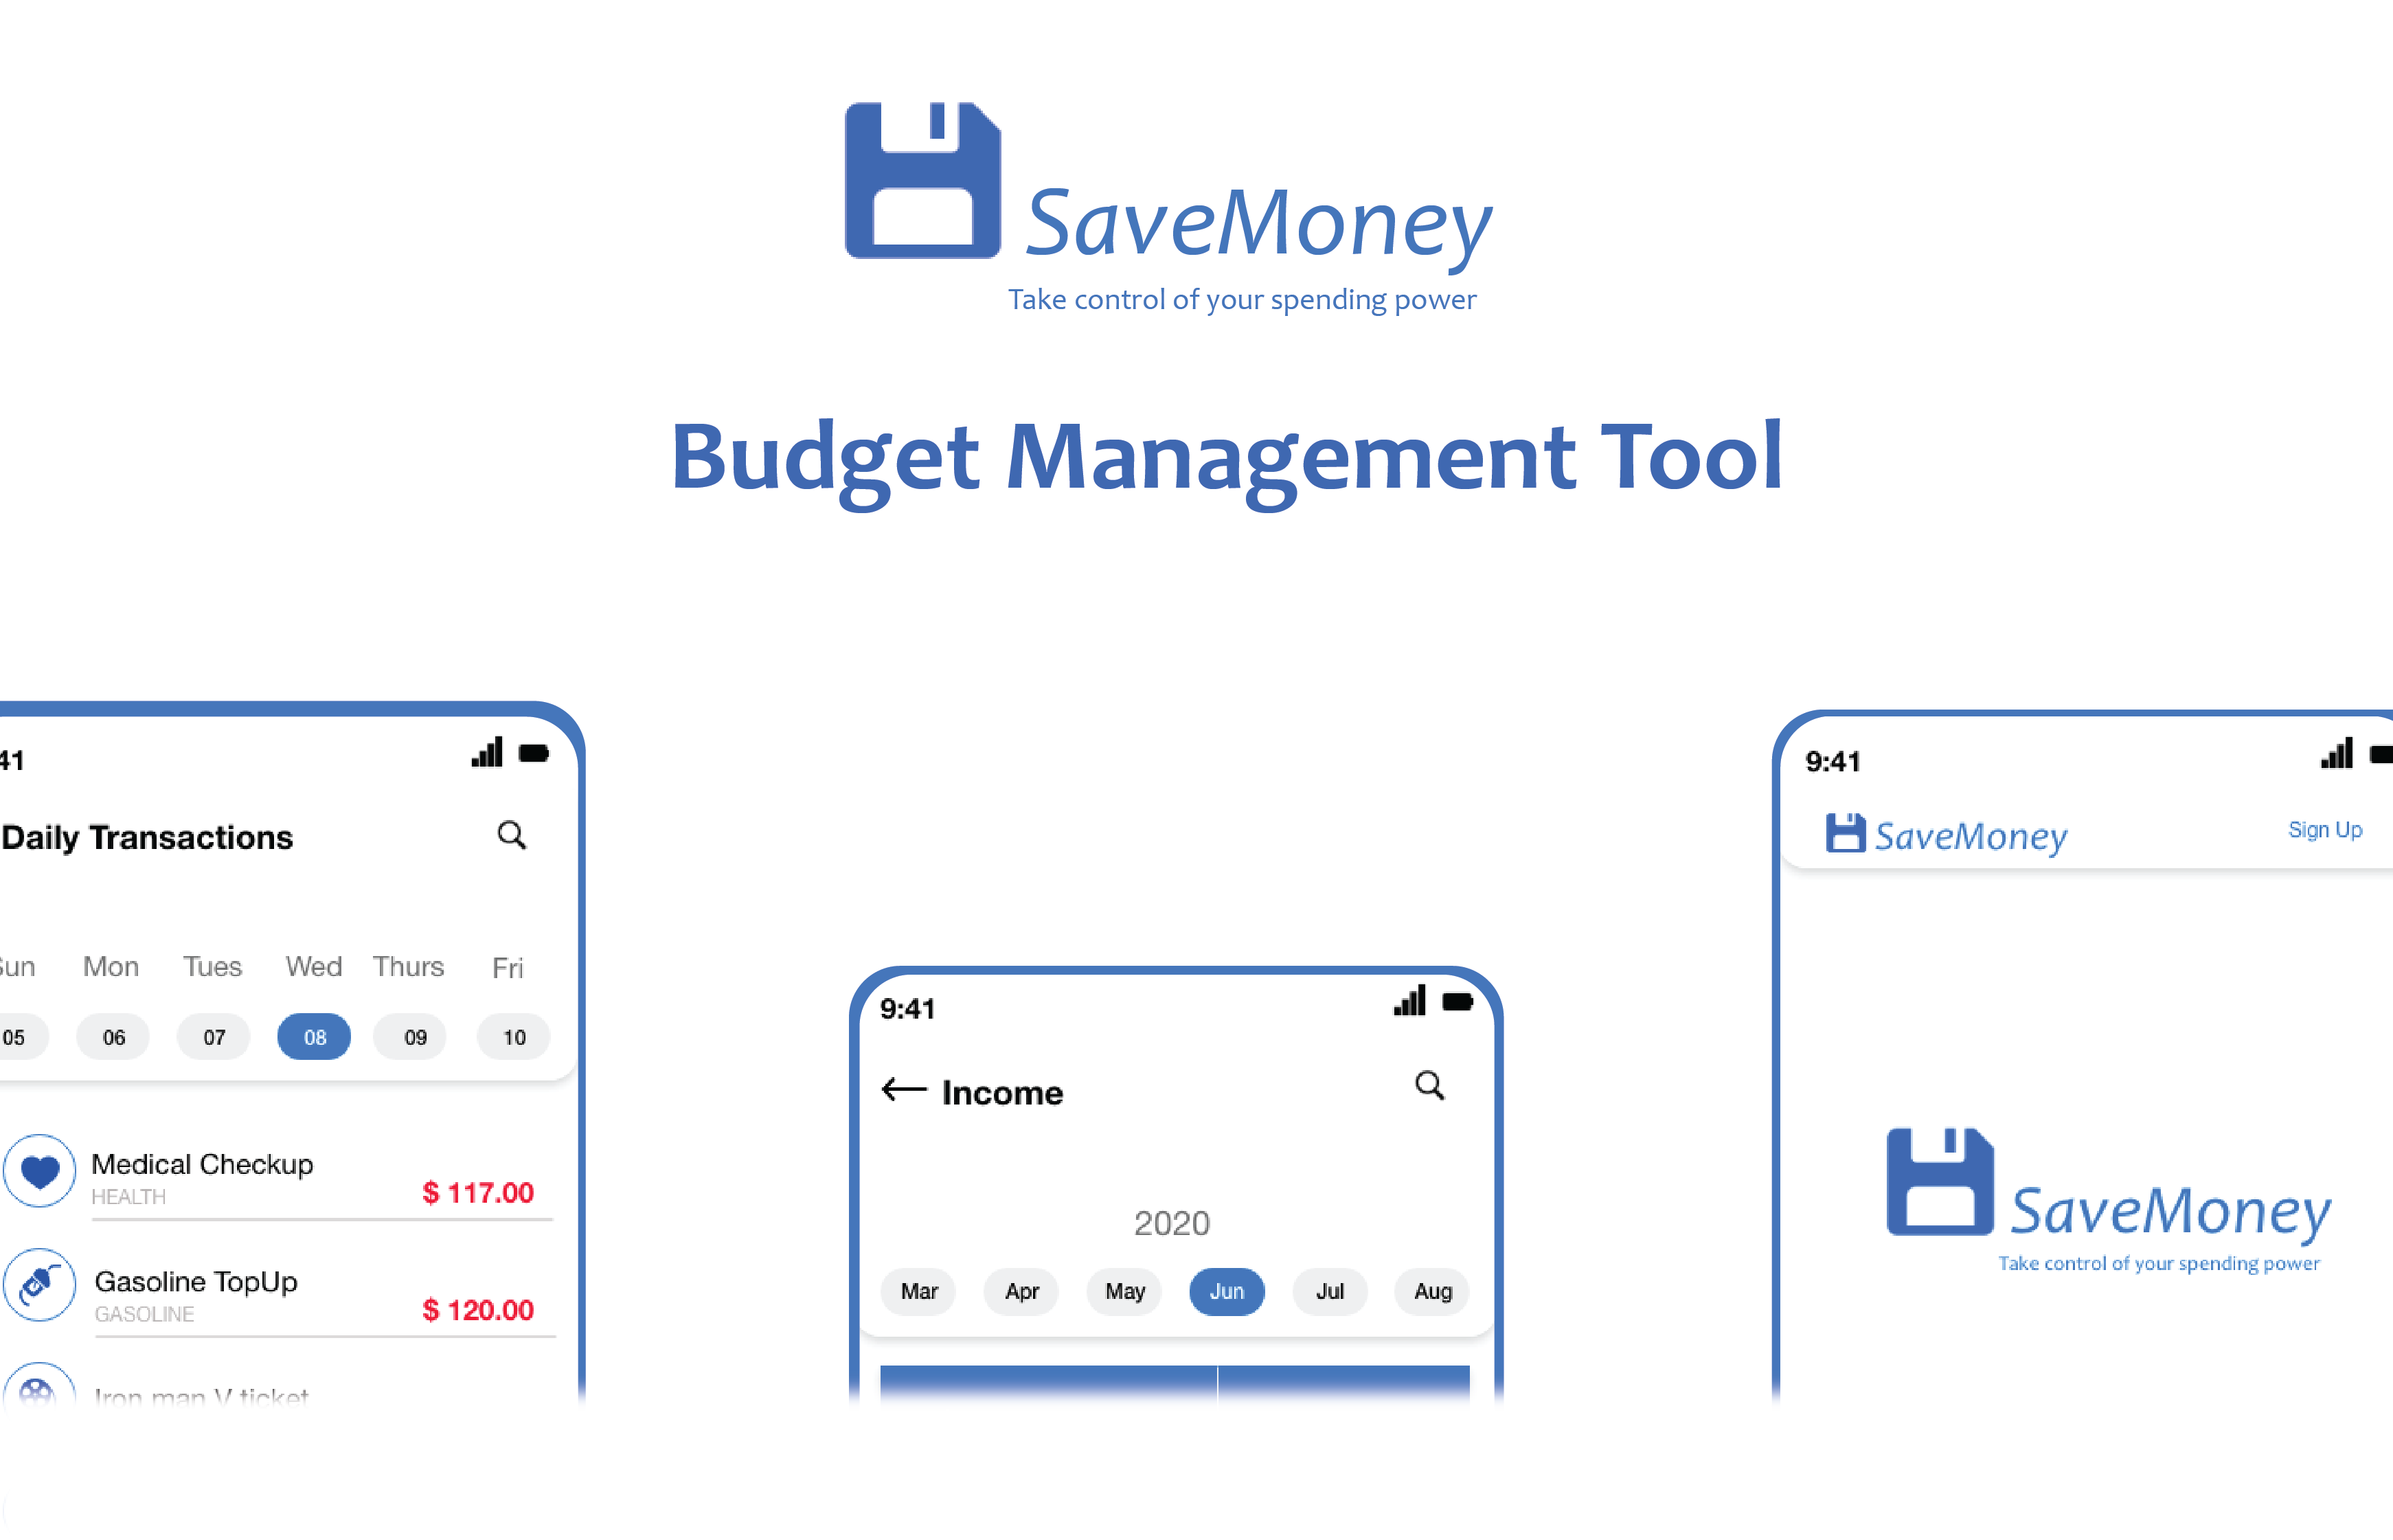 SaveMoney
Take control of your spending power
Budget Management Tool
41
Daily Transactions
Sun Mon Tues Wed Thurs Fri
05 06 07 08 09 10
Medical Checkup
HEALTH
$ 117.00
Gasoline TopUp
GASOLINE
$ 120.00
Iron man V ticket
9:41
Income
2020
Mar Apr May Jun Jul Aug
9:41
SaveMoney
Sign Up
SaveMoney
Take control of your spending power